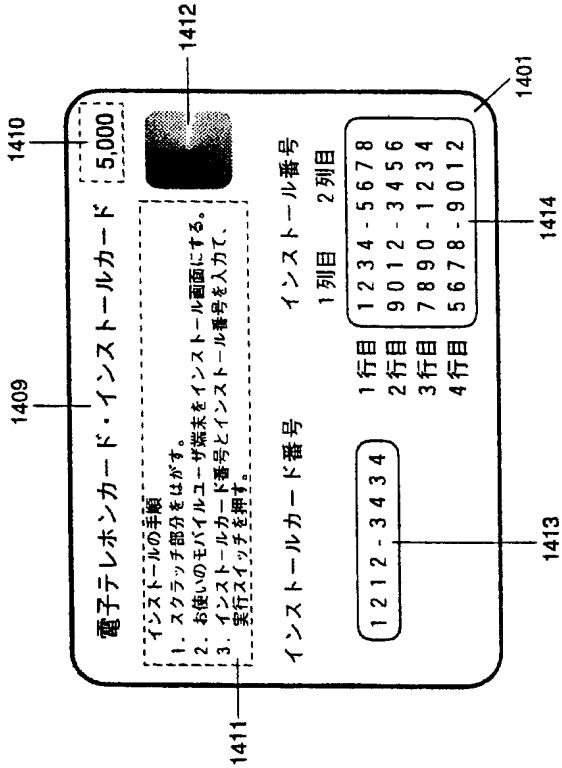 1409
1410
電子テレホンカード・インストールカード
5,000
インストールの手順
1. スクラッチ部分をはがす。
2. お使いのモバイルユーザ端末をインストール画面にする。
3. インストールカード番号とインストール番号を入力て、
実行スイッチを押す。
1411
1412
インストールカード番号
インストール番号
1列目 2列目
1212-3434
1行目 1234-5678
2行目 9012-3456
3行目 7890-1234
4行目 5678-9012
1413
1414
1401